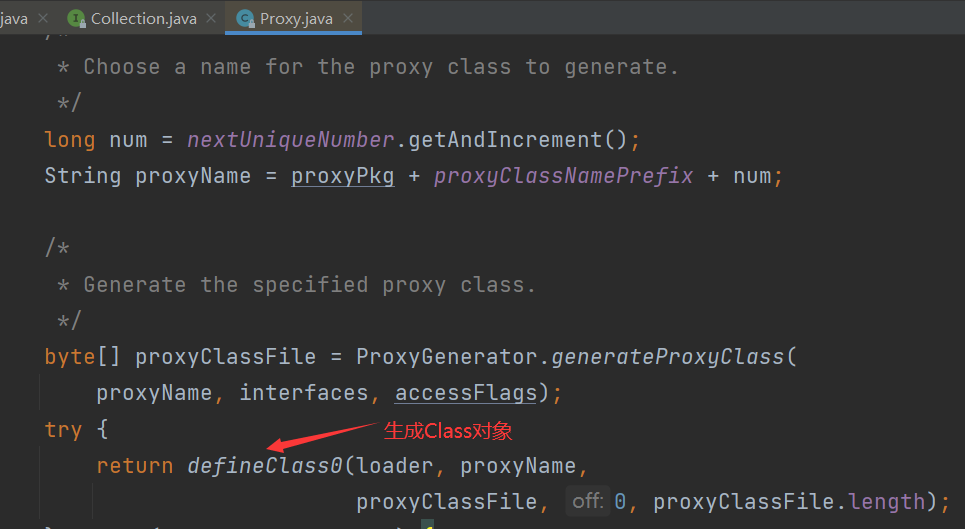 java Collection.java Proxy.java
* Choose a name for the proxy class to generate.
*/
long num = nextUniqueNumber.getAndIncrement();
String proxyName = proxyPkg + proxyClassNamePrefix + num;
/*
* Generate the specified proxy class.
*/
byte[] proxyClassFile = ProxyGenerator.generateProxyClass(
proxyName, interfaces, accessFlags);
try {
生成Class对象
return defineClass0(loader, proxyName,
proxyClassFile, off: 0, proxyClassFile.length);